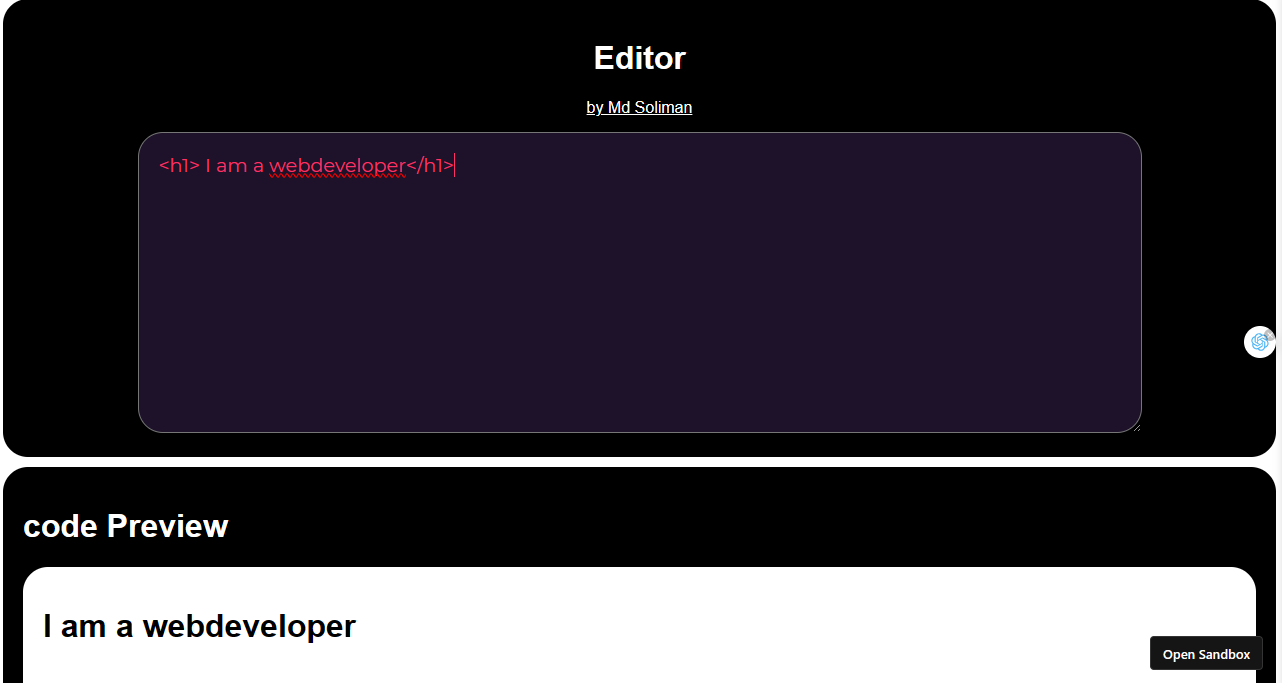 Editor
by Md Soliman
<h1> I am a webdeveloper</h1>
code Preview
I am a webdeveloper
Open Sandbox